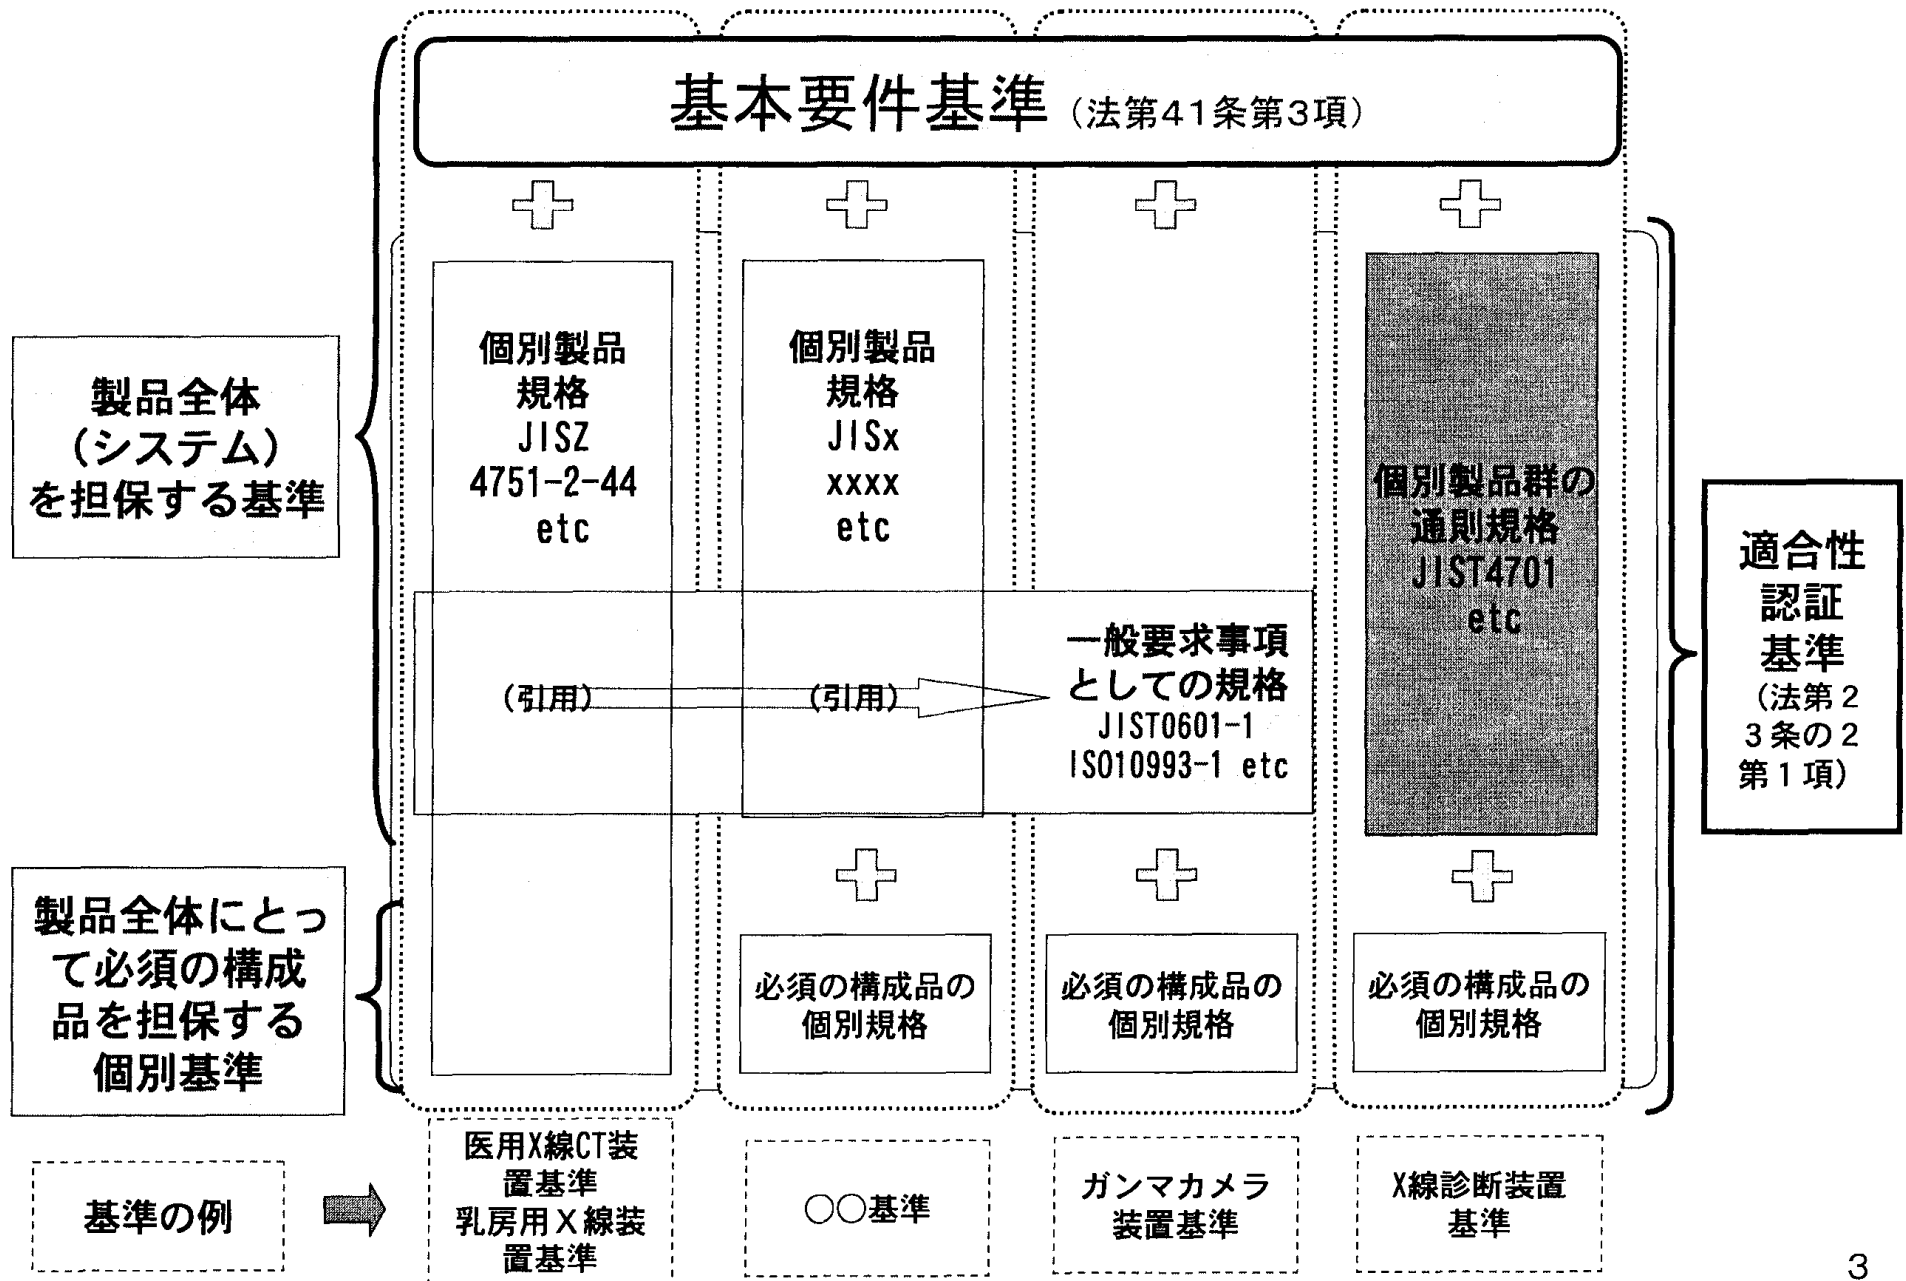 基本要件基準（法第41条第3項）
製品全体
（システム）
を担保する基準
個別製品
規格
JISZ
4751-2-44
etc
個別製品
規格
JISx
xxxx
etc
個別製品群の
通則規格
JIST4701
etc
（引用）
（引用）
一般要求事項
としての規格
JIST0601-1
ISO10993-1 etc
適合性
認証
基準
（法第２
３条の２
第１項）
製品全体にとっ
て必須の構成
品を担保する
個別基準
必須の構成品の
個別規格
必須の構成品の
個別規格
必須の構成品の
個別規格
基準の例
医用X線CT装
置基準
乳房用Ｘ線装
置基準
○○基準
ガンマカメラ
装置基準
X線診断装置
基準
3